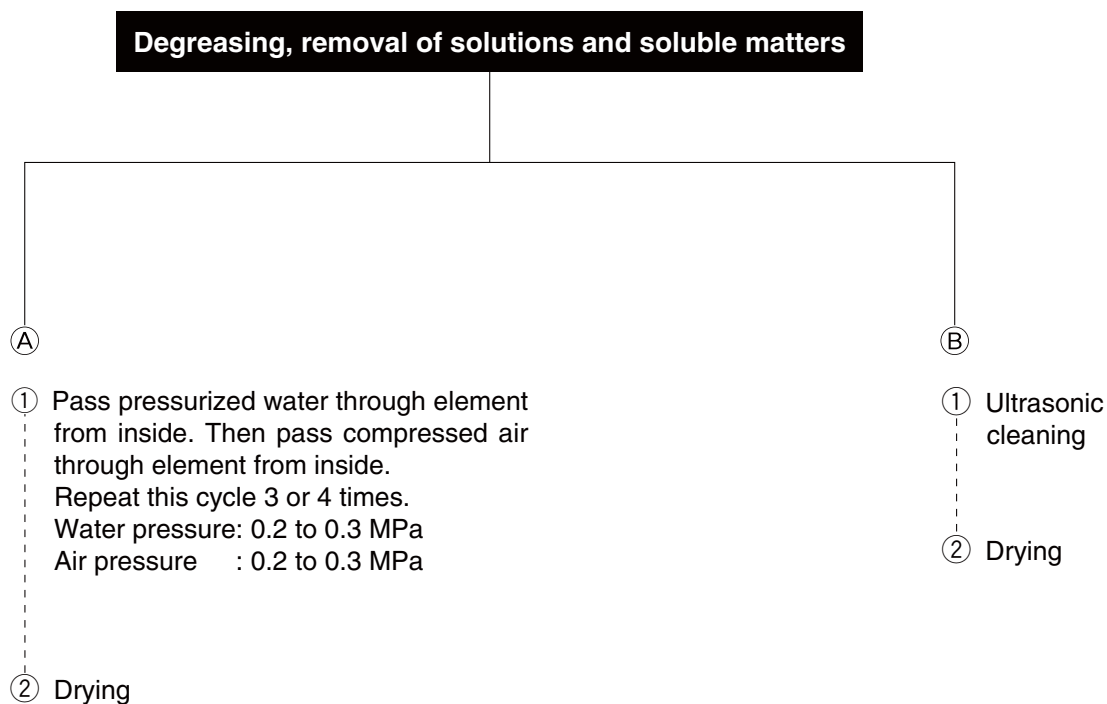 Degreasing, removal of solutions and soluble matters
Ⓐ
① Pass pressurized water through element
from inside. Then pass compressed air
through element from inside.
Repeat this cycle 3 or 4 times.
Water pressure: 0.2 to 0.3 MPa
Air pressure : 0.2 to 0.3 MPa
② Drying
Ⓑ
① Ultrasonic
cleaning
② Drying